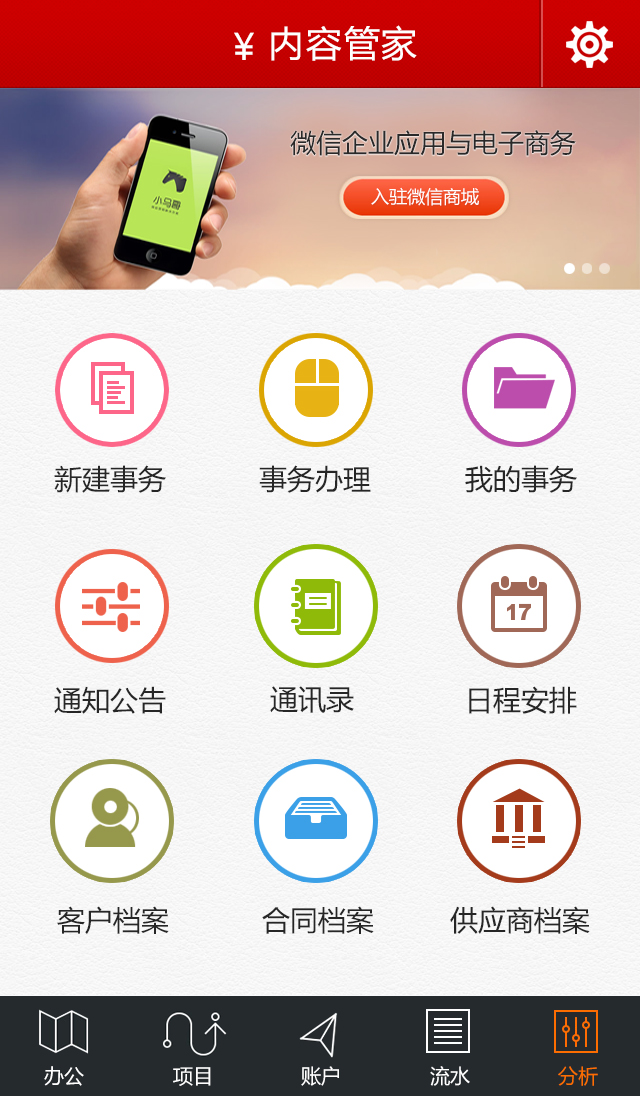 ¥ 内容管家
微信企业应用与电子商务
小马哥
入驻微信商城
新建事务 事务办理 我的事务
17
通知公告 通讯录 日程安排
客户档案 合同档案 供应商档案
办公 项目 账户 流水 分析